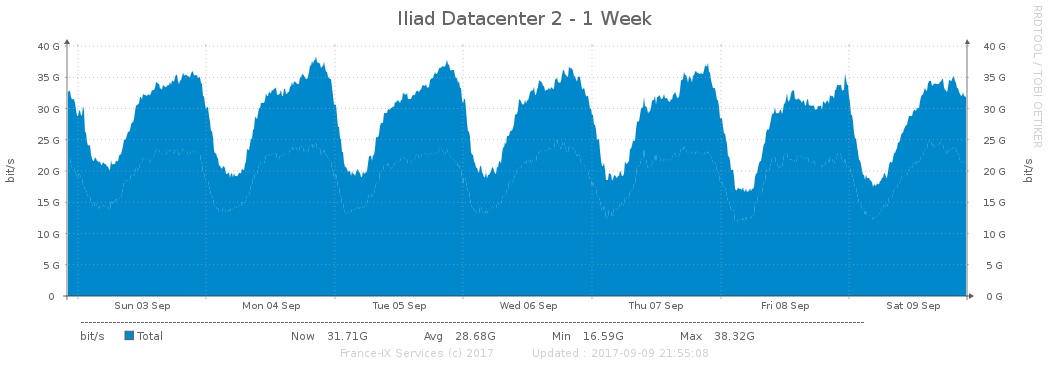 Iliad Datacenter 2 - 1 Week
RRDTOOL / TOBI OETIKER
40 G 40 G
35 G 35 G
30 G 30 G
25 G 25 G
20 G 20 G
15 G 15 G
10 G 10 G
5 G 5 G
0 0 G
bit/s bit/s
Sun 03 Sep Mon 04 Sep Tue 05 Sep Wed 06 Sep Thu 07 Sep Fri 08 Sep Sat 09 Sep
bit/s Total Now 31.71G Avg 28.68G Min 16.59G Max 38.32G
France-IX Services (c) 2017 Updated : 2017-09-09 21:55:08